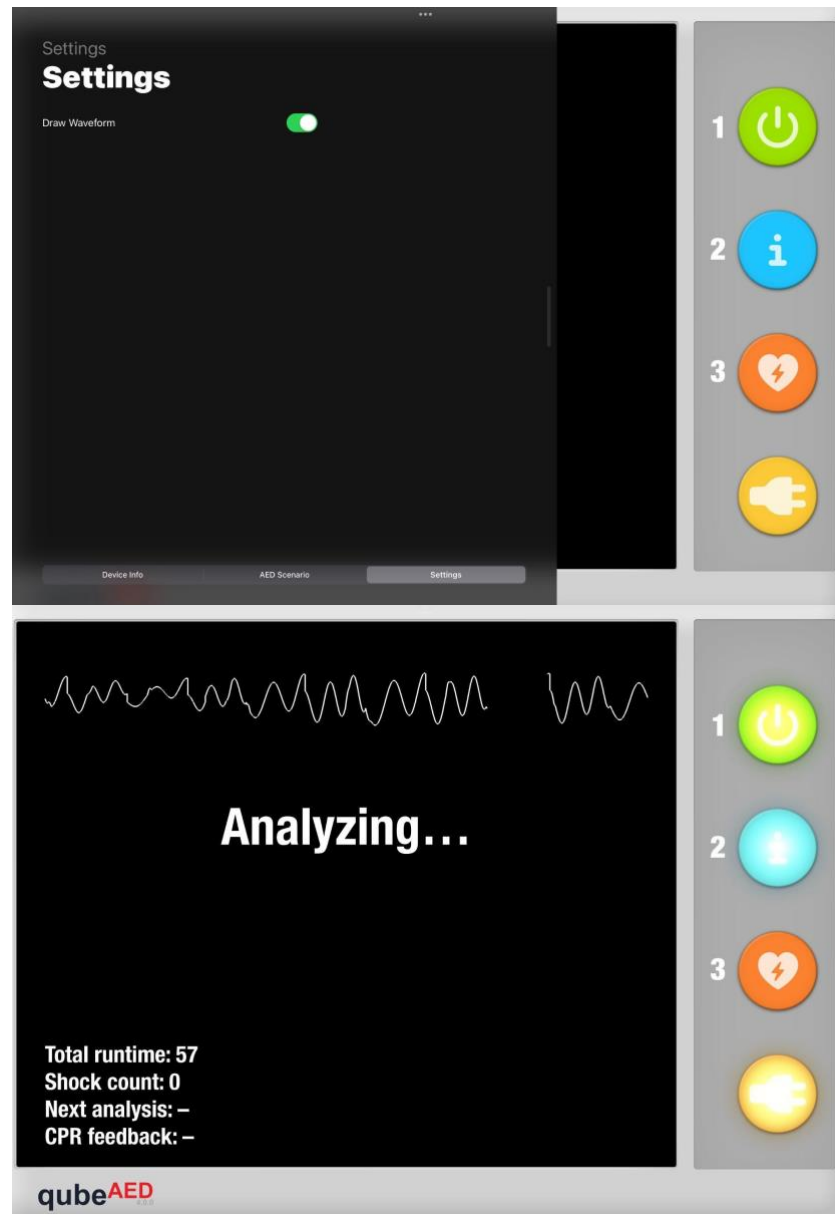 Settings
Settings
Draw Waveform
1
2
3
Device Info
AED Scenario
Settings
Analyzing...
1
2
3
Total runtime: 57
Shock count: 0
Next analysis: –
CPR feedback: –
qubeAED